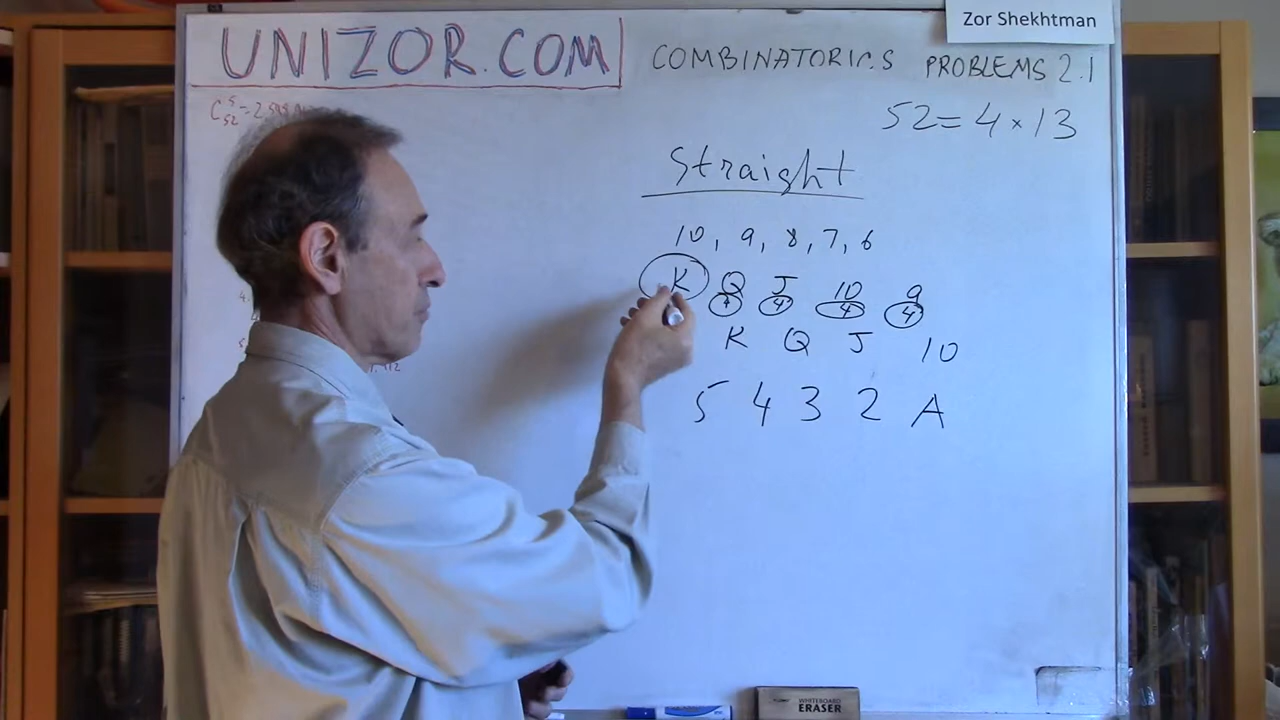 Zor Shekhtman
UNIZOR.COM
COMBINATORICS PROBLEMS 2.1
52 = 4 × 13
Straight
10, 9, 8, 7, 6
K Q J 10 9
4 4 4 4
K Q J 10
5 4 3 2 A
WHITEBOARD
ERASER